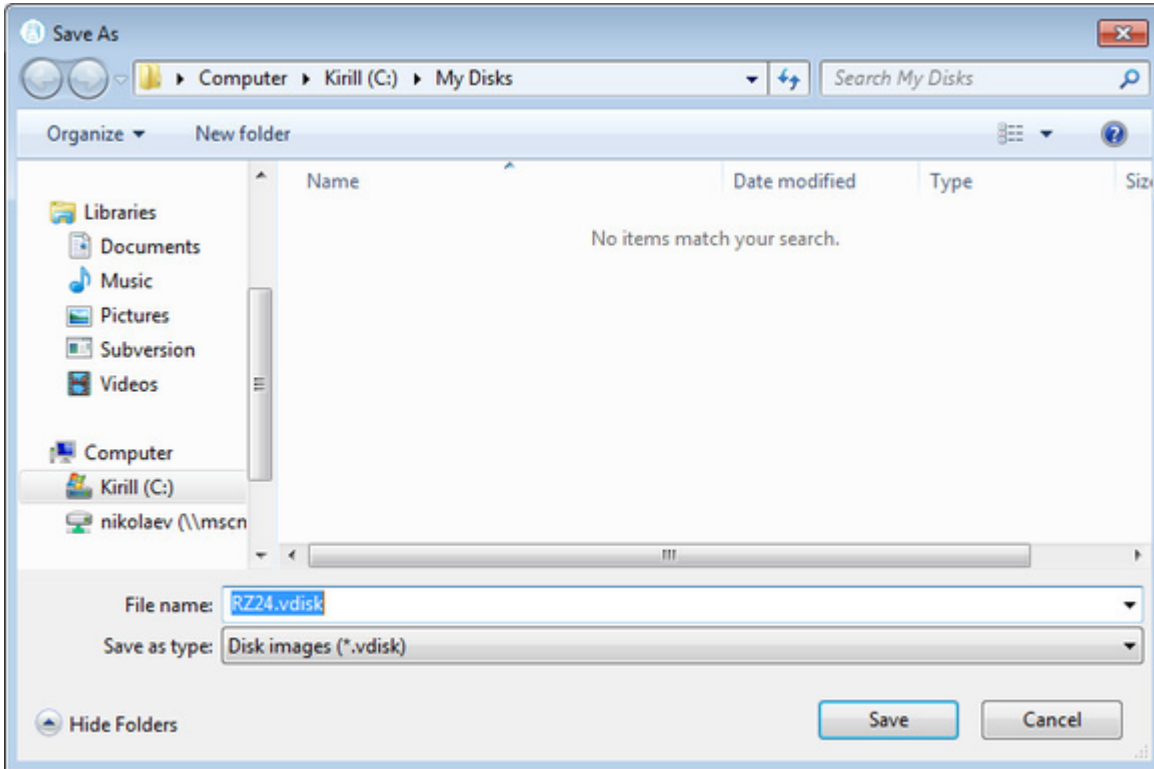 Save As
Computer Kirill (C:) My Disks Search My Disks
Organize New folder
Name Date modified Type Size
No items match your search.
Libraries
Documents
Music
Pictures
Subversion
Videos
Computer
Kirill (C:)
nikolaev (\\mscn
File name: RZ24.vdisk
Save as type: Disk images (*.vdisk)
Hide Folders Save Cancel